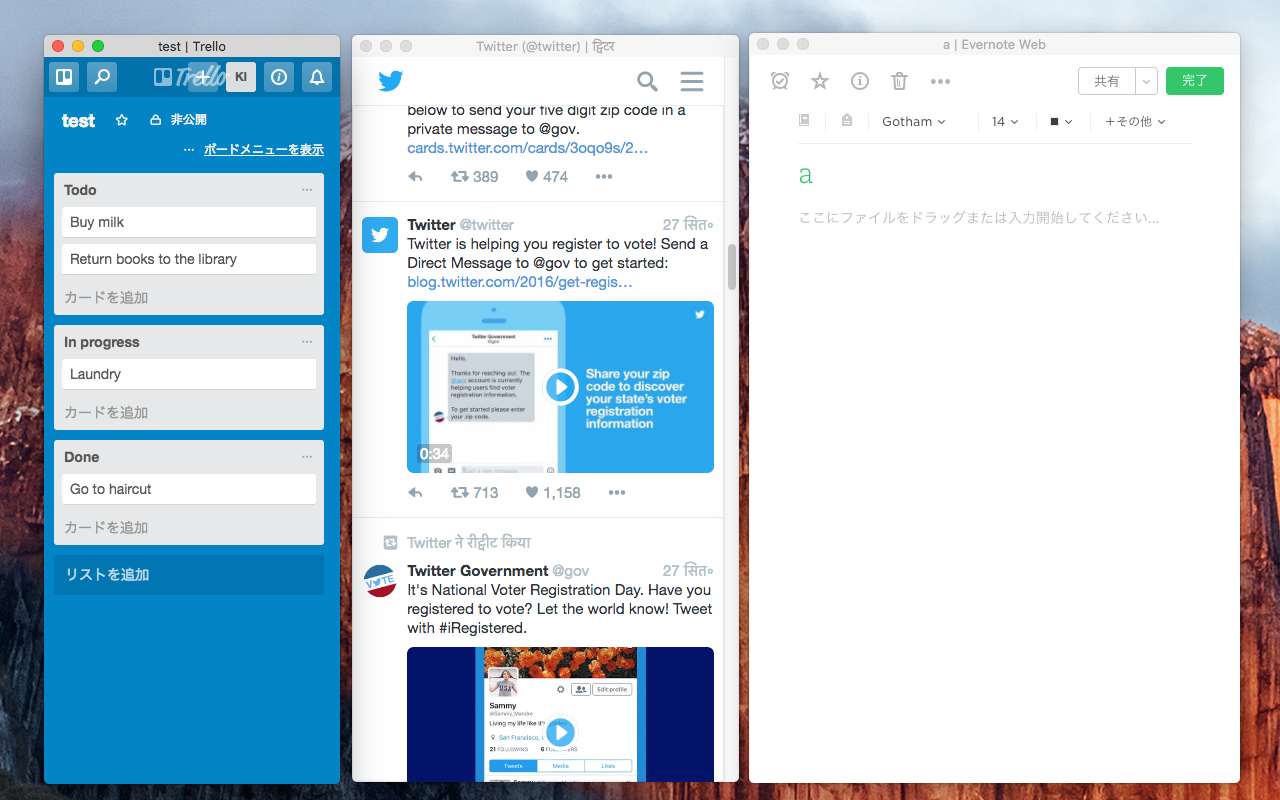 test | Trello
Trello
KI
test
非公開
ボードメニューを表示
Todo
Buy milk
Return books to the library
カードを追加
In progress
Laundry
カードを追加
Done
Go to haircut
カードを追加
リストを追加
Twitter (@twitter) | ट्विटर
below to send your five digit zip code in a
private message to @gov.
cards.twitter.com/cards/3oqo9s/2…
389 474
Twitter @twitter 27 सित॰
Twitter is helping you register to vote! Send a
Direct Message to @gov to get started:
blog.twitter.com/2016/get-regis…
Twitter Government
@gov
Hello,
Thanks for reaching out. The
@gov account is currently
helping users find voter
registration information.
To get started please enter
your zip code.
Share your zip
code to discover
your state's voter
registration
information
0:34
Start a new message
713 1,158
Twitter ने रीट्वीट किया
Twitter Government @gov 27 सित॰
VOTE
It's National Voter Registration Day. Have you
registered to vote? Let the world know! Tweet
with #iRegistered.
USA
Edit profile
Sammy
@Sammy_Mandre
Living my life like it's
San Francisco,
21 FOLLOWING 6
Tweets Media Likes
a | Evernote Web
共有
完了
Gotham 14 +その他
a
ここにファイルをドラッグまたは入力開始してください...